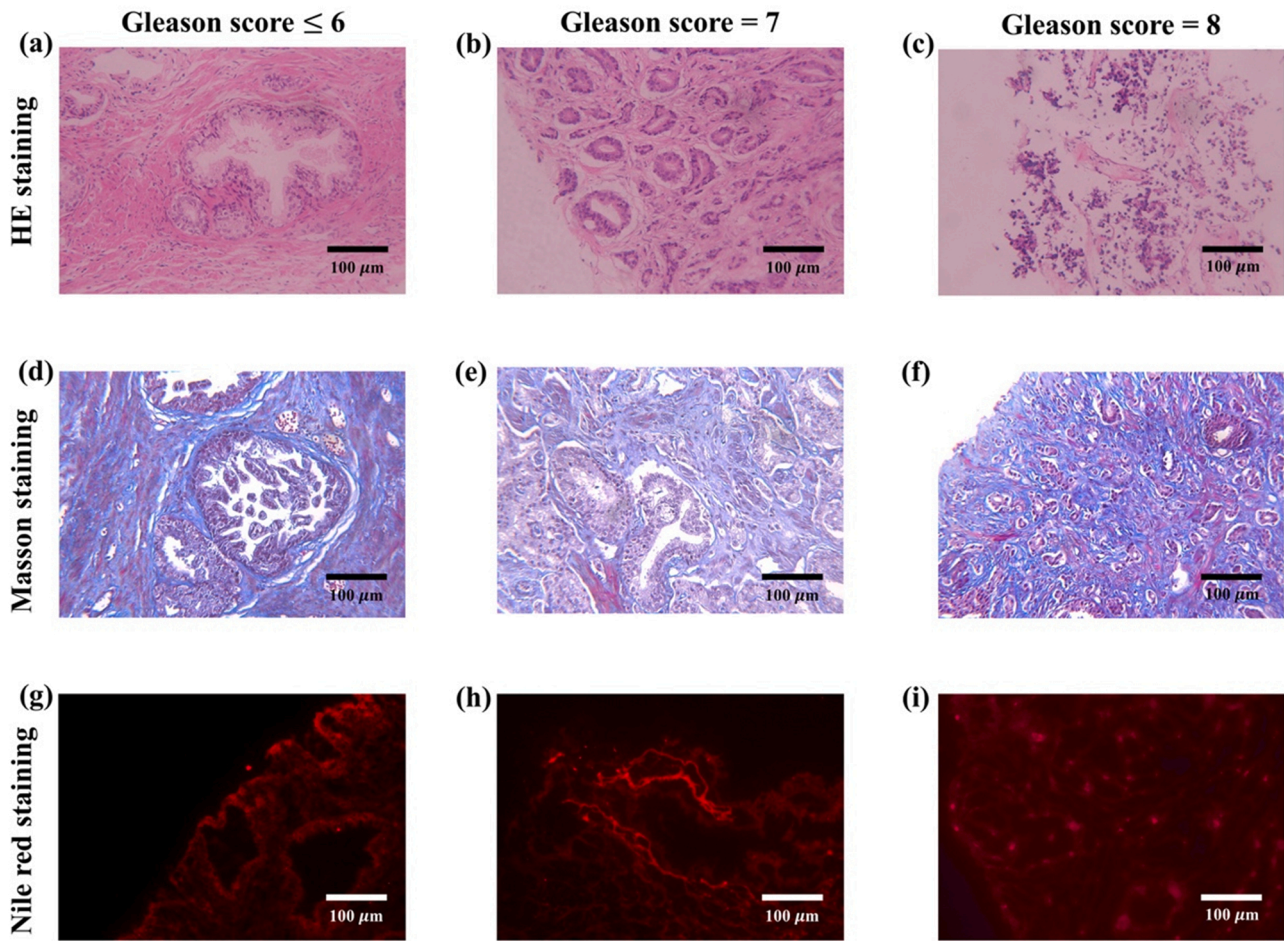 Gleason score ≤ 6
Gleason score = 7
Gleason score = 8
HE staining
(a)
100 μm
(b)
100 μm
(c)
100 μm
Masson staining
(d)
100 μm
(e)
100 μm
(f)
100 μm
Nile red staining
(g)
100 μm
(h)
100 μm
(i)
100 μm